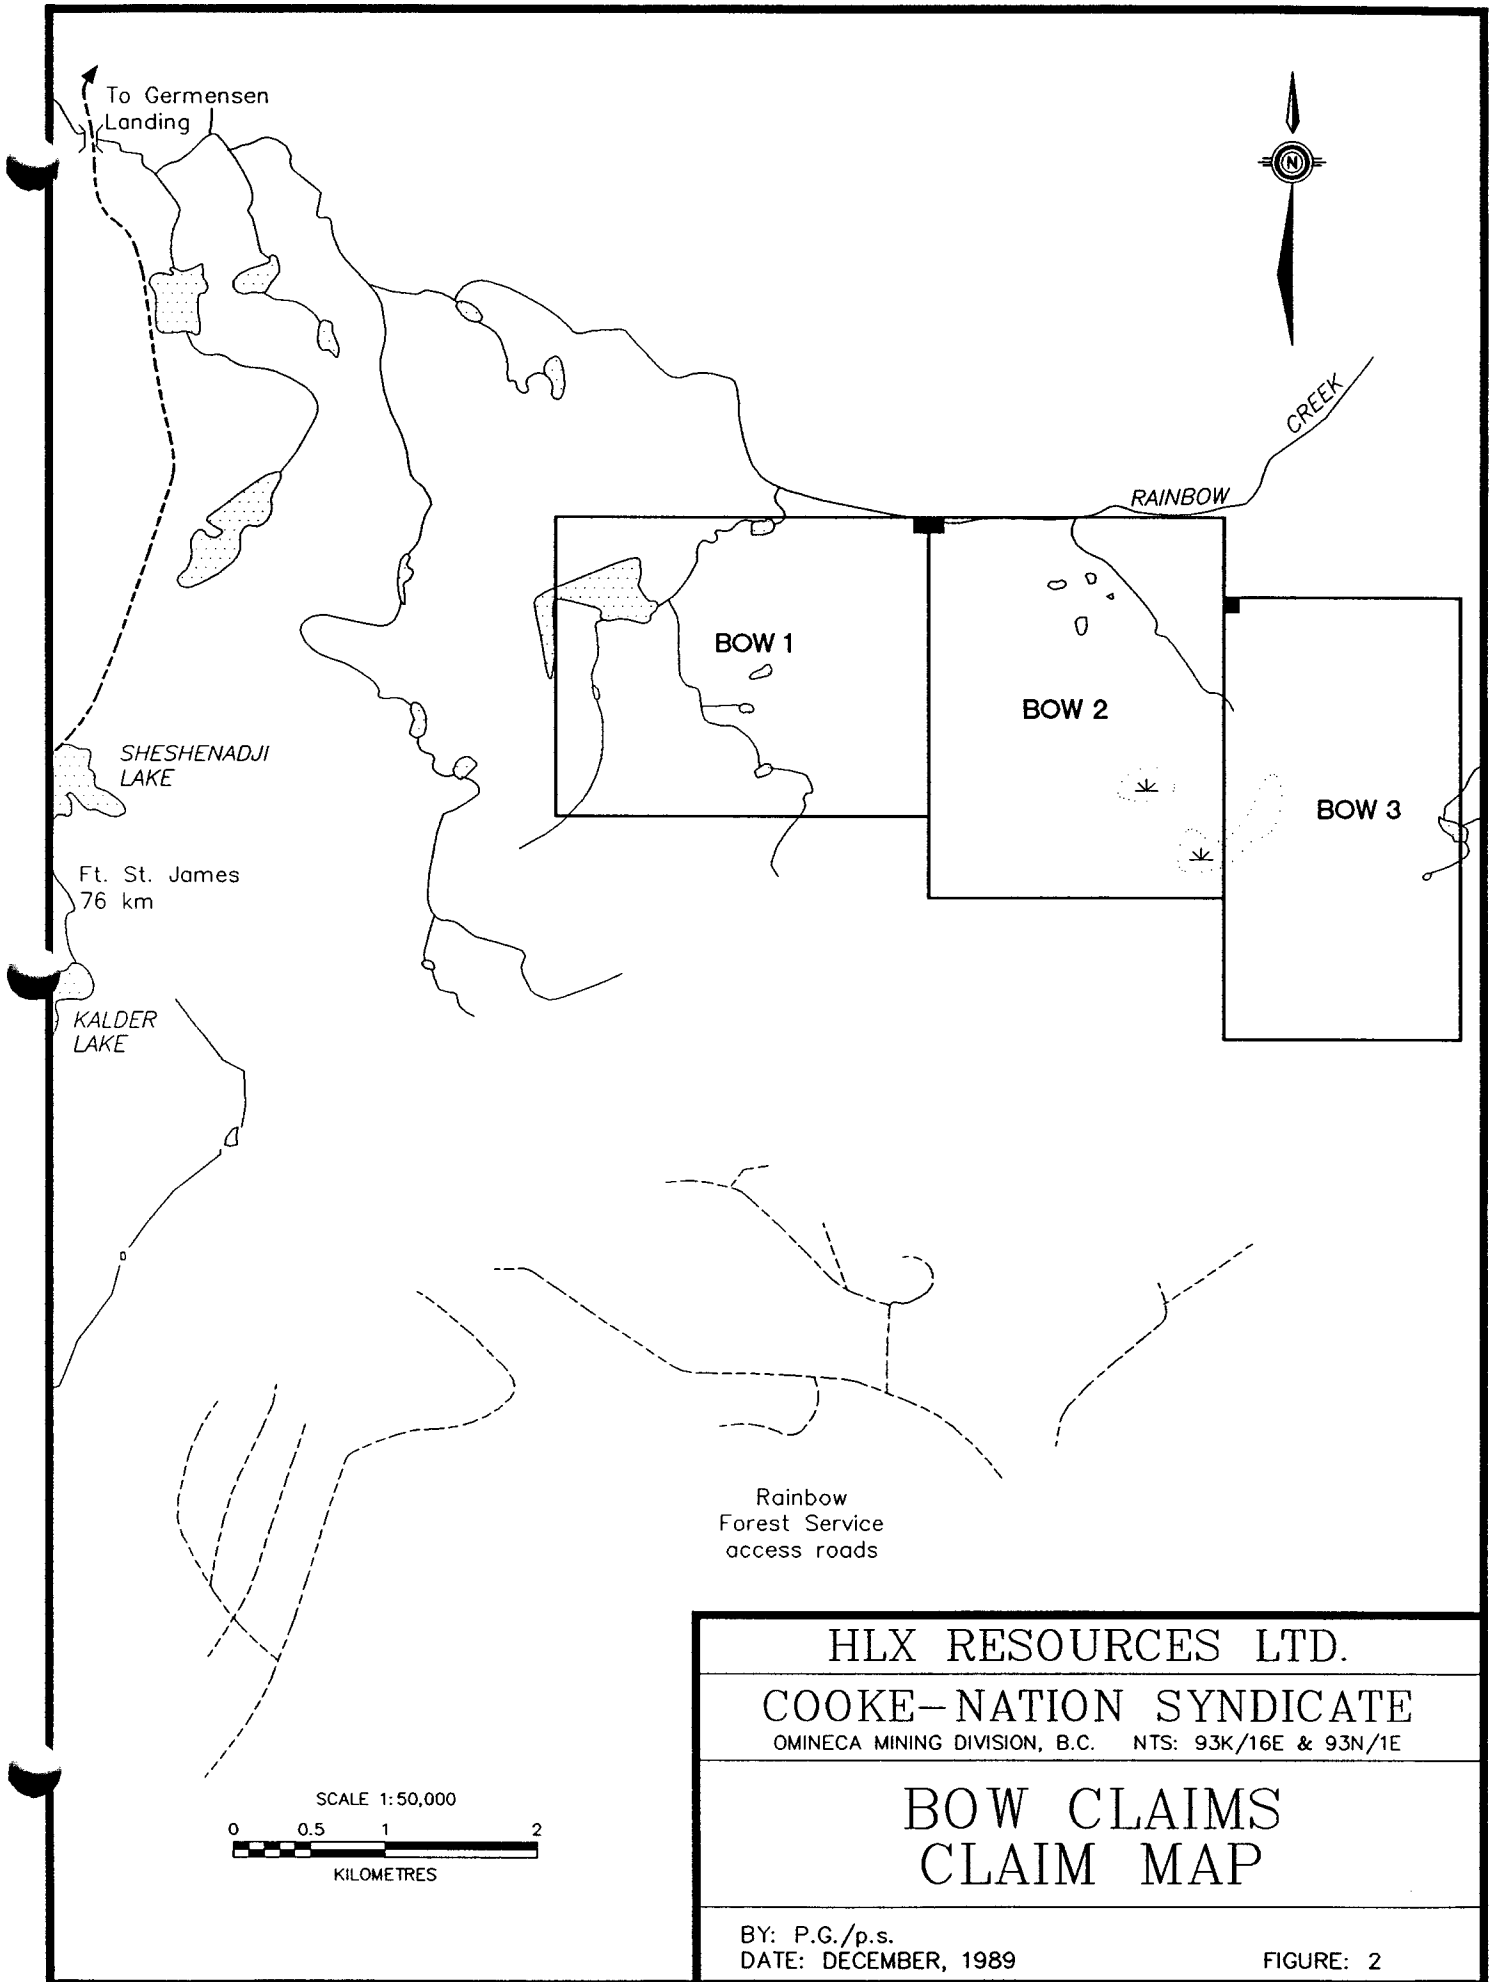 To Germensen
Landing
N
CREEK
RAINBOW
BOW 1
BOW 2
BOW 3
SHESHENADJI
LAKE
Ft. St. James
76 km
KALDER
LAKE
Rainbow
Forest Service
access roads
SCALE 1:50,000
0 0.5 1 2
KILOMETRES
HLX RESOURCES LTD.
COOKE-NATION SYNDICATE
OMINECA MINING DIVISION, B.C. NTS: 93K/16E & 93N/1E
BOW CLAIMS
CLAIM MAP
BY: P.G./p.s.
DATE: DECEMBER, 1989
FIGURE: 2